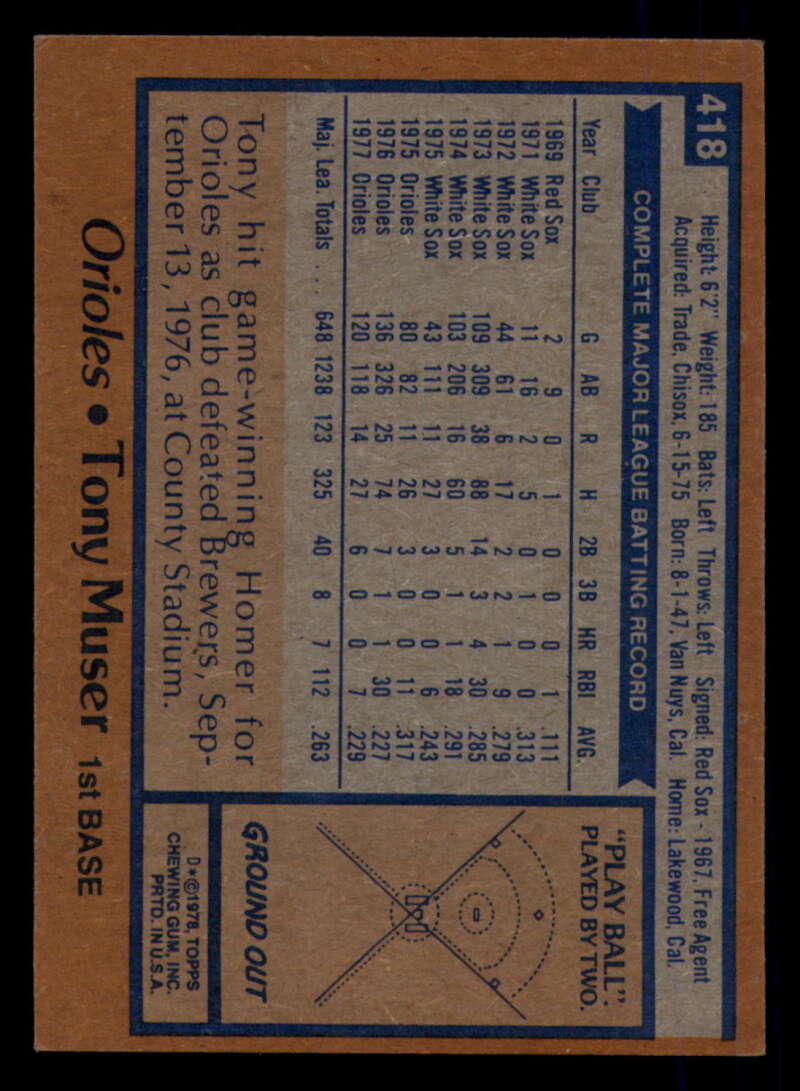 418
Height: 6'2" Weight: 185 Bats: Left Throws: Left Signed: Red Sox - 1967, Free Agent
Acquired: Trade, Chisox, 6-15-75 Born: 8-1-47, Van Nuys, Cal. Home: Lakewood, Cal.
COMPLETE MAJOR LEAGUE BATTING RECORD
Year Club G AB R H 2B 3B HR RBI AVG.
1969 Red Sox 2 9 0 1 0 0 0 1 .111
1971 White Sox 11 16 2 5 0 1 0 0 .313
1972 White Sox 44 61 6 17 2 2 1 9 .279
1973 White Sox 109 309 38 88 14 3 4 30 .285
1974 White Sox 103 206 16 60 5 1 1 18 .291
1975 White Sox 43 111 11 27 3 0 0 6 .243
1975 Orioles 80 82 11 26 3 0 0 11 .317
1976 Orioles 136 326 25 74 7 1 1 30 .227
1977 Orioles 120 118 14 27 6 0 0 7 .229
Maj. Lea. Totals .... 648 1238 123 325 40 8 7 112 .263
Tony hit game-winning Homer for
Orioles as club defeated Brewers, Sep-
tember 13, 1976, at County Stadium.
"PLAY BALL":
PLAYED BY TWO.
GROUND OUT
D*©1978, TOPPS
CHEWING GUM, INC.
PRTD. IN U.S.A.
Orioles • Tony Muser 1st BASE